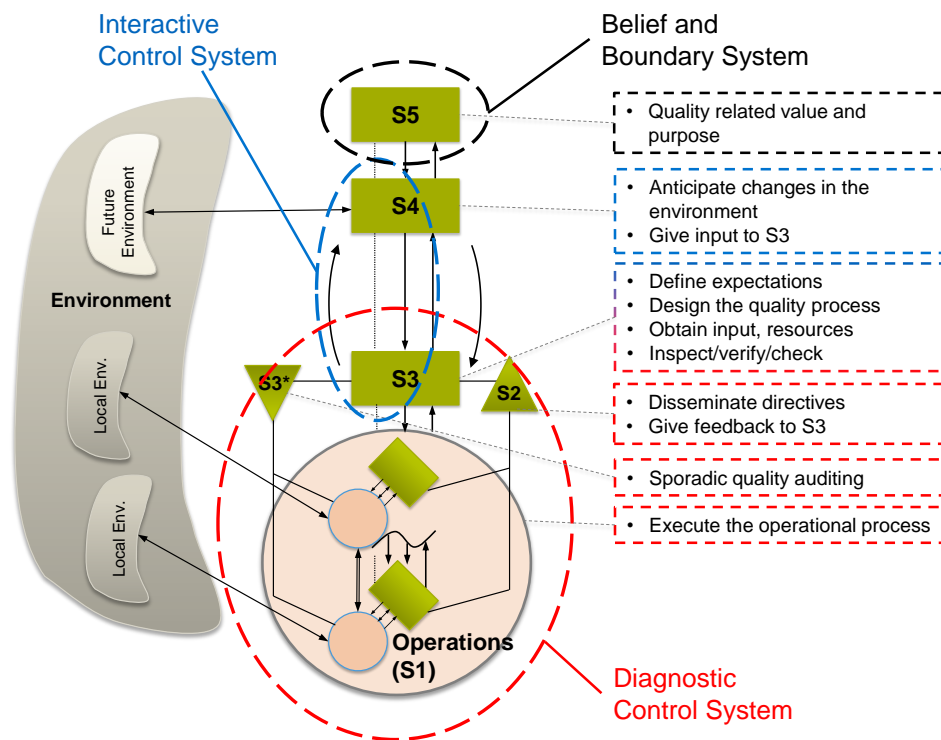 Interactive
Control System
Belief and
Boundary System
S5
• Quality related value and
purpose
Future
Environment
S4
• Anticipate changes in the
environment
• Give input to S3
Environment
• Define expectations
• Design the quality process
• Obtain input, resources
• Inspect/verify/check
Local Env.
S3*
S3
S2
• Disseminate directives
• Give feedback to S3
• Sporadic quality auditing
• Execute the operational process
Local Env.
Operations
(S1)
Diagnostic
Control System